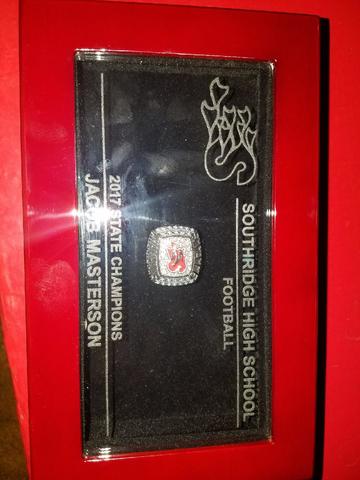 SOUTHRIDGE HIGH SCHOOL
FOOTBALL
2017 STATE CHAMPIONS
JACOB MASTERSON